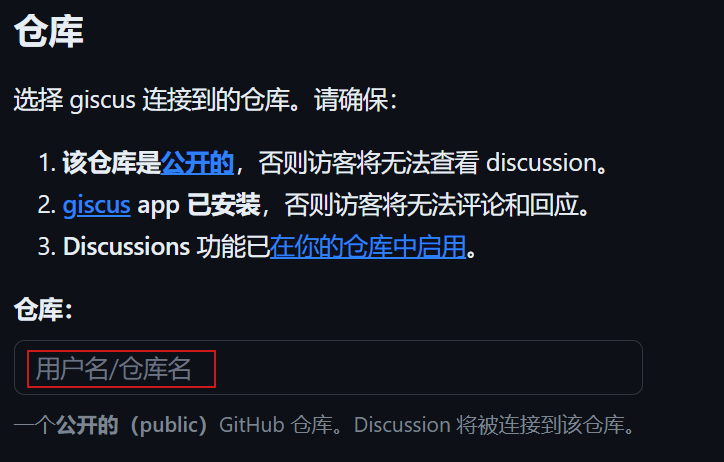 仓库
选择 giscus 连接到的仓库。请确保：
1. 该仓库是公开的，否则访客将无法查看 discussion。
2. giscus app 已安装，否则访客将无法评论和回应。
3. Discussions 功能已在你的仓库中启用。
仓库：
用户名/仓库名
一个公开的（public）GitHub 仓库。Discussion 将被连接到该仓库。